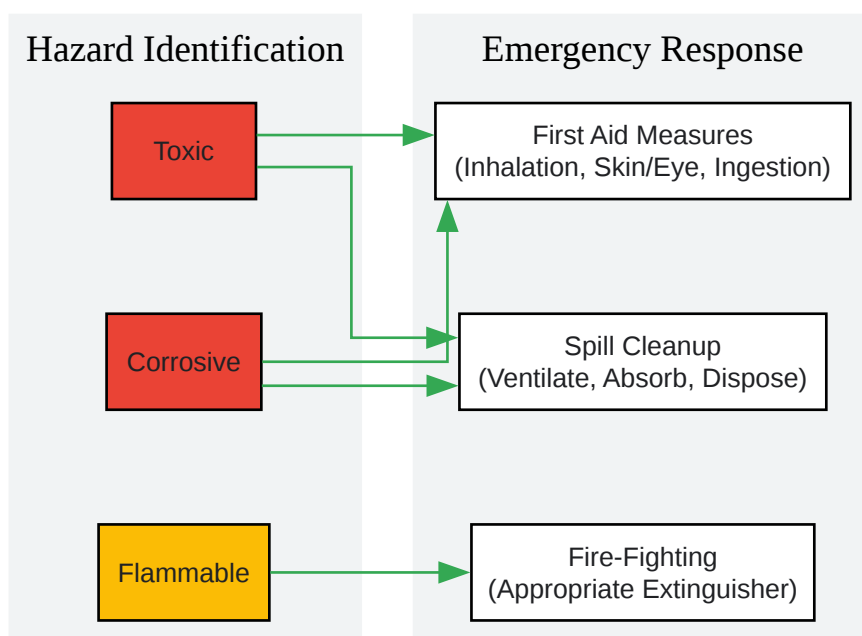 Hazard Identification
Emergency Response
Toxic
First Aid Measures
(Inhalation, Skin/Eye, Ingestion)
Corrosive
Spill Cleanup
(Ventilate, Absorb, Dispose)
Flammable
Fire-Fighting
(Appropriate Extinguisher)